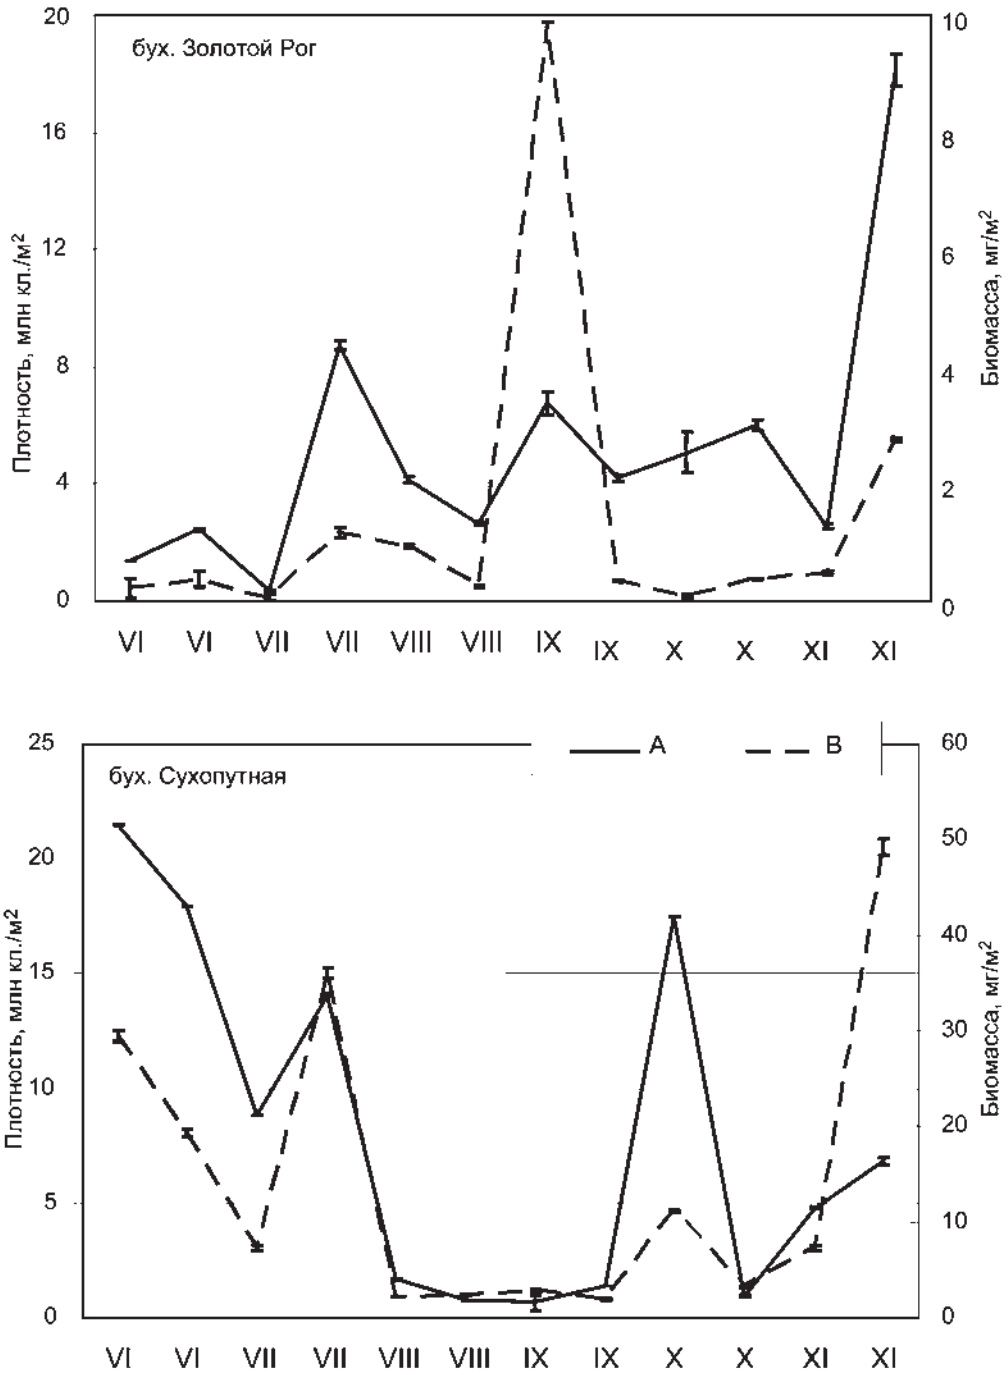 бух. Золотой Рог
Плотность, млн кл./м²
20
16
12
8
4
0
10
8
6
4
2
0
Биомасса, мг/м²
VI VI VII VII VIII VIII IX IX X X XI XI
бух. Сухопутная
A B
Плотность, млн кл./м²
25
20
15
10
5
0
60
50
40
30
20
10
0
Биомасса, мг/м²
VI VI VII VII VIII VIII IX IX X X XI XI